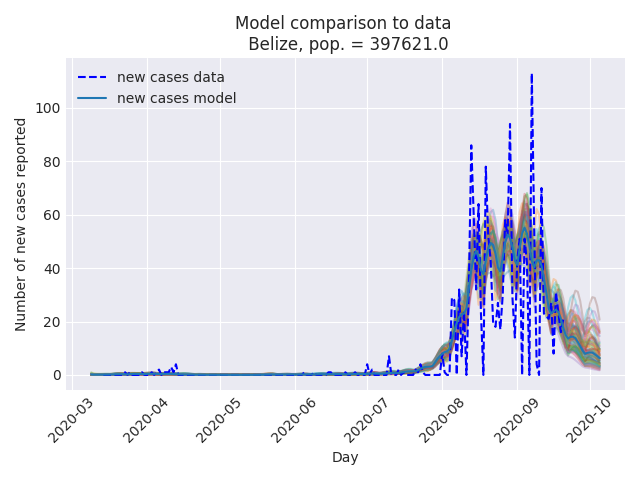 Model comparison to data
Belize, pop. = 397621.0
new cases data
new cases model
Number of new cases reported
100
80
60
40
20
0
2020-03
2020-04
2020-05
2020-06
2020-07
2020-08
2020-09
2020-10
Day